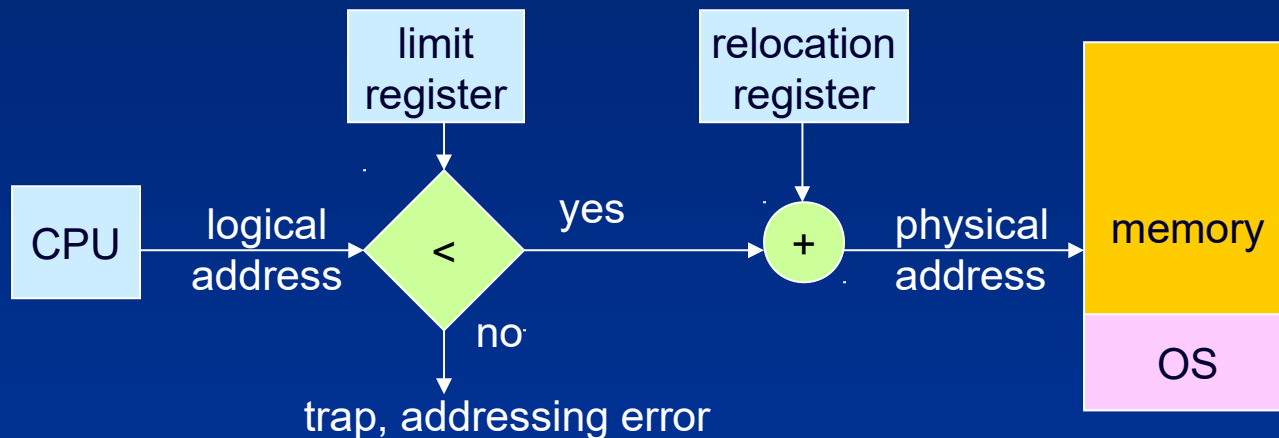 limit
register
relocation
register
CPU
logical
address
<
yes
+
physical
address
memory
no
OS
trap, addressing error